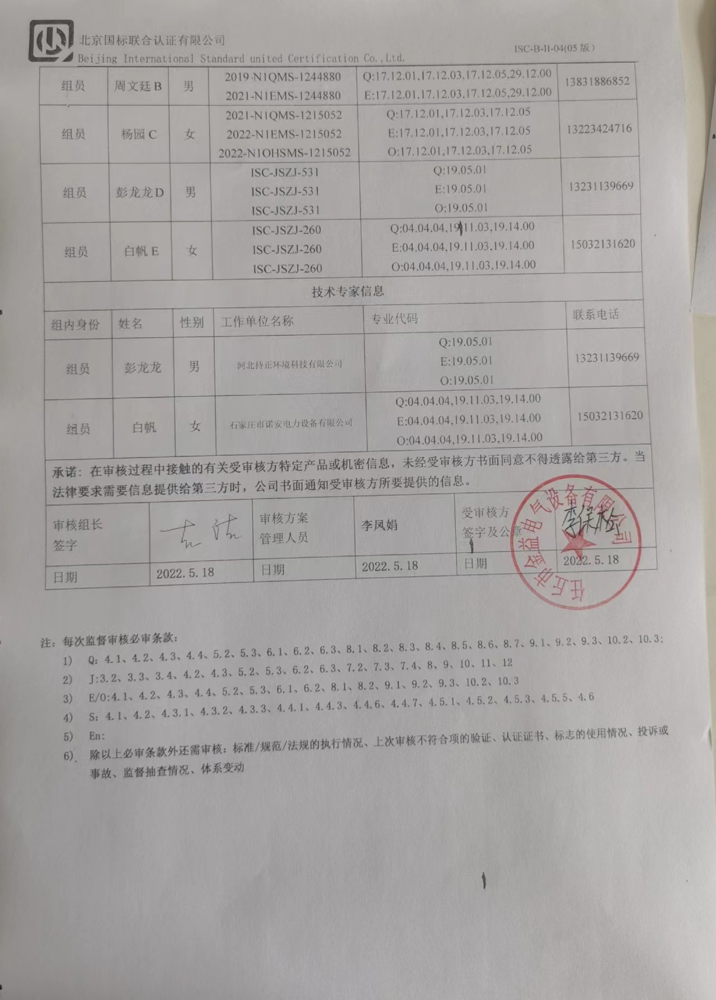 北京国标联合认证有限公司
Beijing International Standard united Certification Co.,Ltd.
ISC-B-II-04(05 版)
组员 周文廷 B 男 2019-N1QMS-1244880 Q:17.12.01,17.12.03,17.12.05,29.12.00 13831886852
2021-N1EMS-1244880 E:17.12.01,17.12.03,17.12.05,29.12.00
组员 杨园 C 女 2021-N1QMS-1215052 Q:17.12.01,17.12.03,17.12.05 13223424716
2022-N1EMS-1215052 E:17.12.01,17.12.03,17.12.05
2022-N1OHSMS-1215052 O:17.12.01,17.12.03,17.12.05
组员 彭龙龙 D 男 ISC-JSZJ-531 Q:19.05.01 13231139669
ISC-JSZJ-531 E:19.05.01
ISC-JSZJ-531 O:19.05.01
组员 白帆 E 女 ISC-JSZJ-260 Q:04.04.04,19.11.03,19.14.00 15032131620
ISC-JSZJ-260 E:04.04.04,19.11.03,19.14.00
ISC-JSZJ-260 O:04.04.04,19.11.03,19.14.00
技术专家信息
组内身份 姓名 性别 工作单位名称 专业代码 联系电话
组员 彭龙龙 男 河北持正环境科技有限公司 Q:19.05.01 13231139669
E:19.05.01
O:19.05.01
组员 白帆 女 石家庄市诺安电力设备有限公司 Q:04.04.04,19.11.03,19.14.00 15032131620
E:04.04.04,19.11.03,19.14.00
O:04.04.04,19.11.03,19.14.00
承诺：在审核过程中接触的有关受审核方特定产品或机密信息，未经受审核方书面同意不得透露给第三方。当
法律要求需要信息提供给第三方时，公司书面通知受审核方所要提供的信息。
审核组长 签字 审核方案 管理人员 李凤娟 受审核方 签字及公章
任丘市金益电气设备有限公司
日期 2022.5.18 日期 2022.5.18 日期 2022.5.18
注：每次监督审核必审条款：
1) Q：4.1、4.2、4.3、4.4、5.2、5.3、6.1、6.2、6.3、8.1、8.2、8.3、8.4、8.5、8.6、8.7、9.1、9.2、9.3、10.2、10.3；
2) J:3.2、3.3、3.4、4.2、4.3、5.2、5.3、6.2、6.3、7.2、7.3、7.4、8、9、10、11、12
3) E/O:4.1、4.2、4.3、4.4、5.2、5.3、6.1、6.2、8.1、8.2、9.1、9.2、9.3、10.2、10.3
4) S：4.1、4.2、4.3.1、4.3.2、4.3.3、4.4.1、4.4.3、4.4.6、4.4.7、4.5.1、4.5.2、4.5.3、4.5.5、4.6
5) En:
6) 除以上必审条款外还需审核：标准/规范/法规的执行情况、上次审核不符合项的验证、认证证书、标志的使用情况、投诉或
事故、监督抽查情况、体系变动